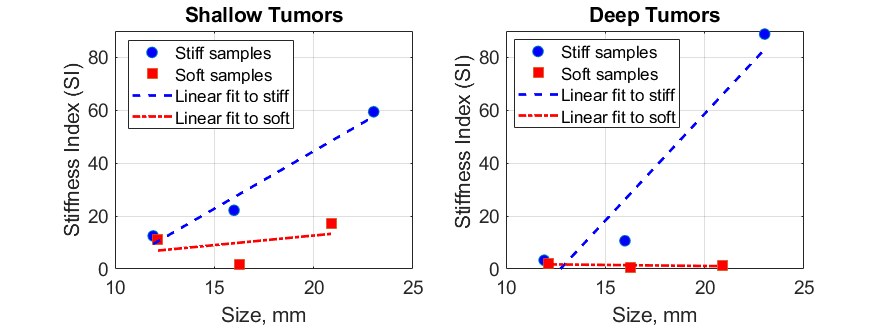 Shallow Tumors
Stiffness Index (SI)
80
60
40
20
0
Stiff samples
Soft samples
Linear fit to stiff
Linear fit to soft
10
15
20
25
Size, mm
Deep Tumors
Stiffness Index (SI)
80
60
40
20
0
Stiff samples
Soft samples
Linear fit to stiff
Linear fit to soft
10
15
20
25
Size, mm